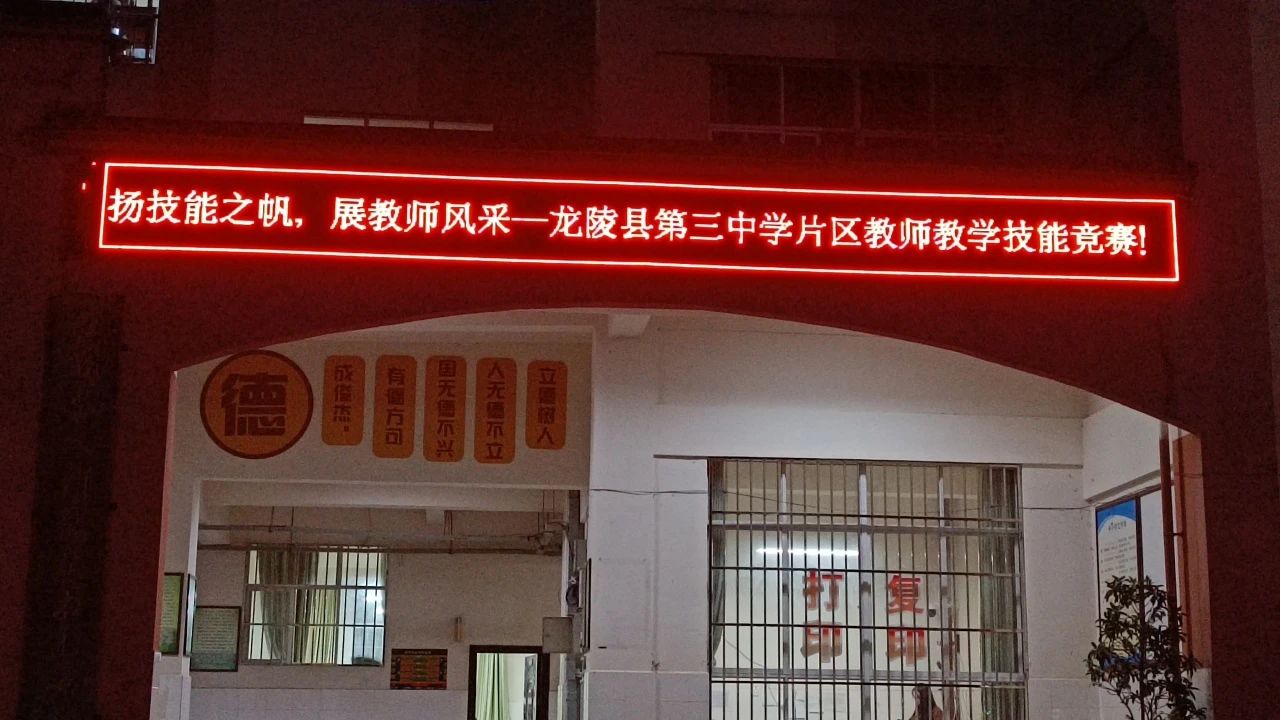 扬技能之帆，展教师风采—龙陵县第三中学片区教师教学技能竞赛!
德
立德树人
人无德不立
国无德不兴
有德方可
成俊杰。
打印
复印